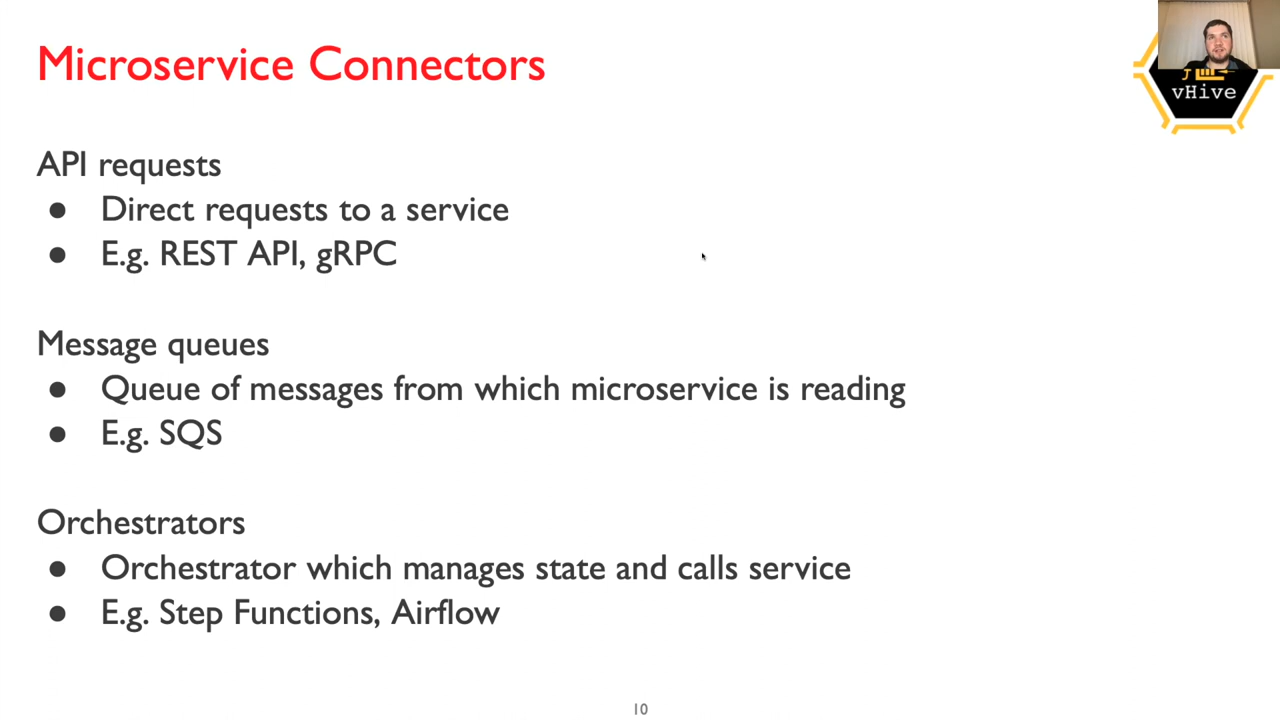 Microservice Connectors
vHive
API requests
● Direct requests to a service
● E.g. REST API, gRPC
Message queues
● Queue of messages from which microservice is reading
● E.g. SQS
Orchestrators
● Orchestrator which manages state and calls service
● E.g. Step Functions, Airflow
10